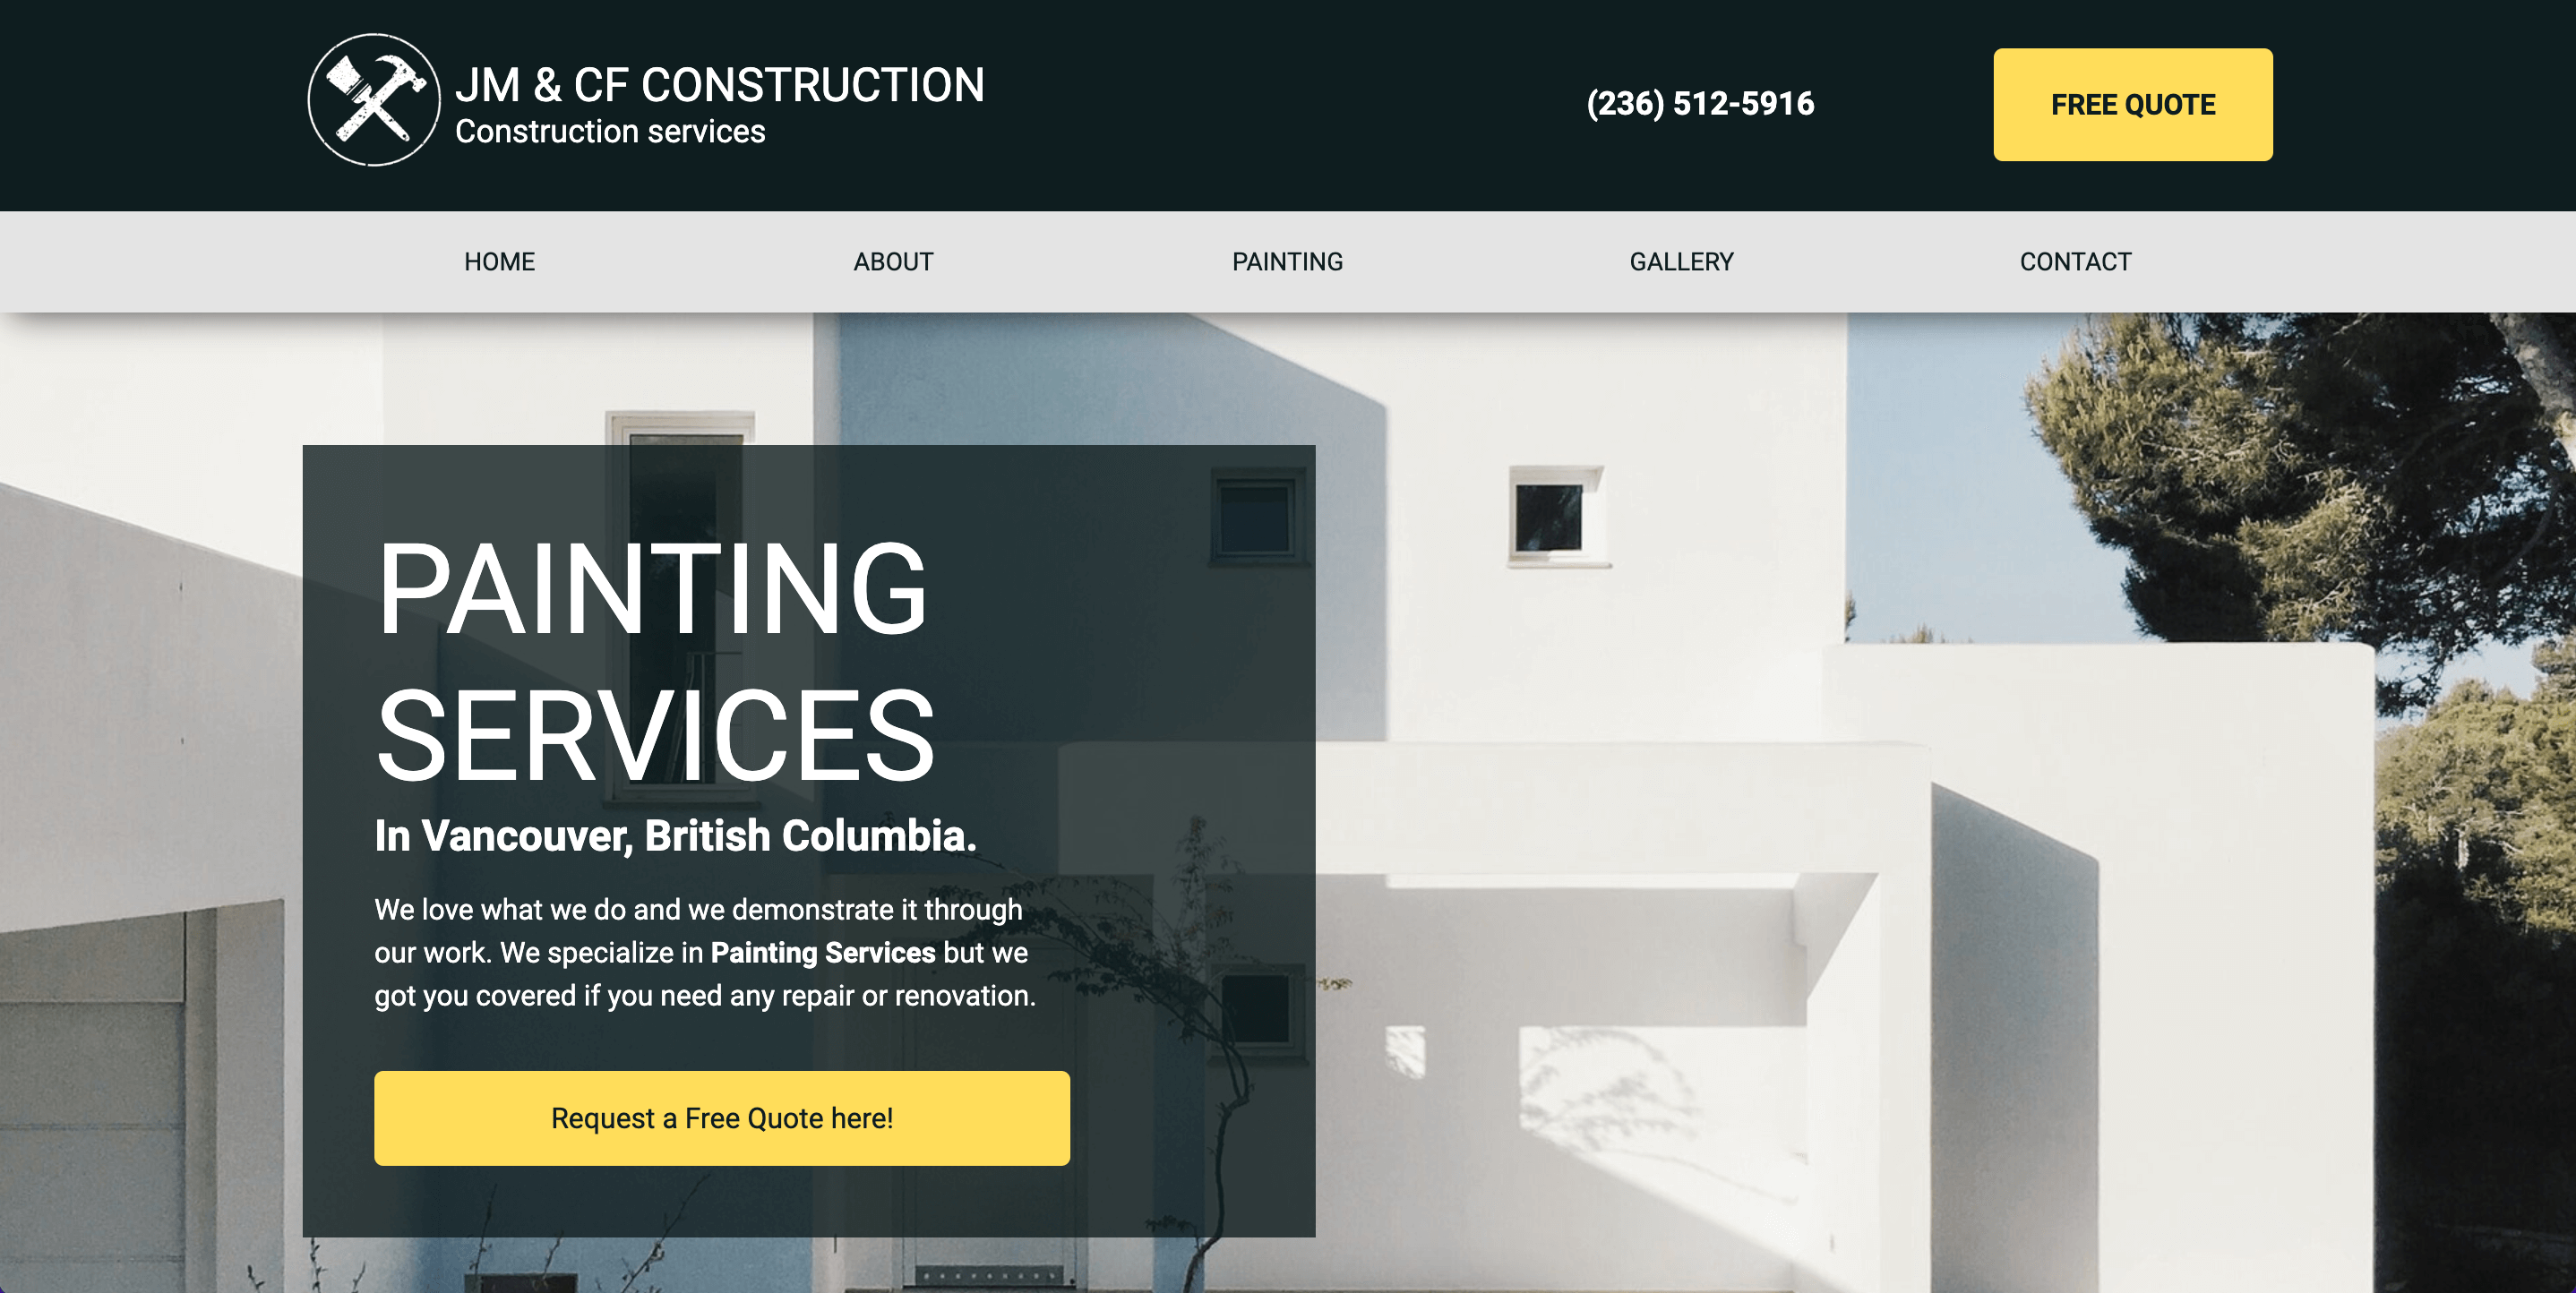 JM & CF CONSTRUCTION
Construction services
(236) 512-5916
FREE QUOTE
HOME
ABOUT
PAINTING
GALLERY
CONTACT
PAINTING
SERVICES
In Vancouver, British Columbia.
We love what we do and we demonstrate it through
our work. We specialize in Painting Services but we
got you covered if you need any repair or renovation.
Request a Free Quote here!